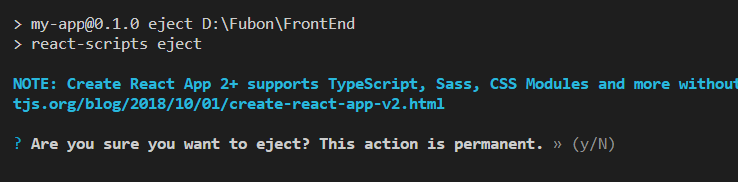 > my-app@0.1.0 eject D:\Fubon\FrontEnd
> react-scripts eject
NOTE: Create React App 2+ supports TypeScript, Sass, CSS Modules and more without
tjs.org/blog/2018/10/01/create-react-app-v2.html
? Are you sure you want to eject? This action is permanent. » (y/N)